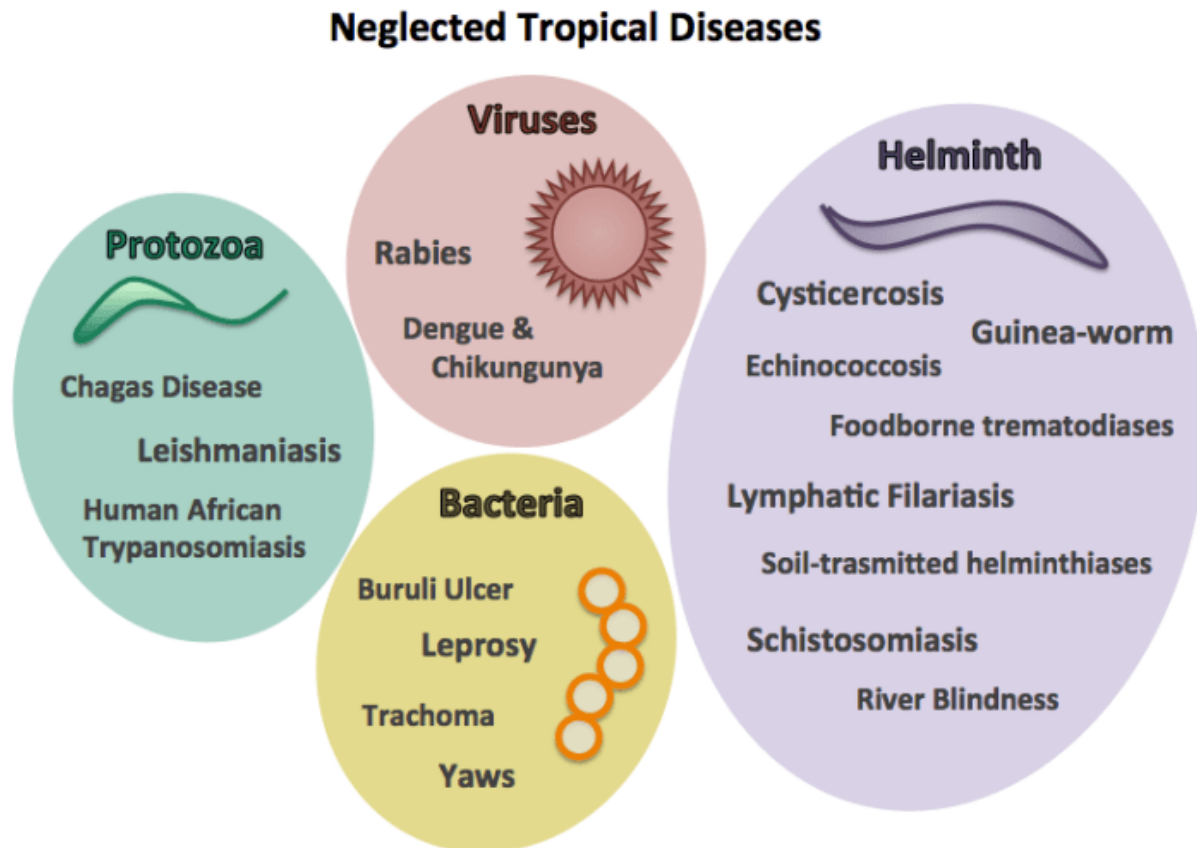 Neglected Tropical Diseases
Viruses
Rabies
Dengue &
Chikungunya
Helminth
Cysticercosis
Guinea-worm
Echinococcosis
Foodborne trematodiases
Lymphatic Filariasis
Soil-trasmitted helminthiases
Schistosomiasis
River Blindness
Protozoa
Chagas Disease
Leishmaniasis
Human African
Trypanosomiasis
Bacteria
Buruli Ulcer
Leprosy
Trachoma
Yaws